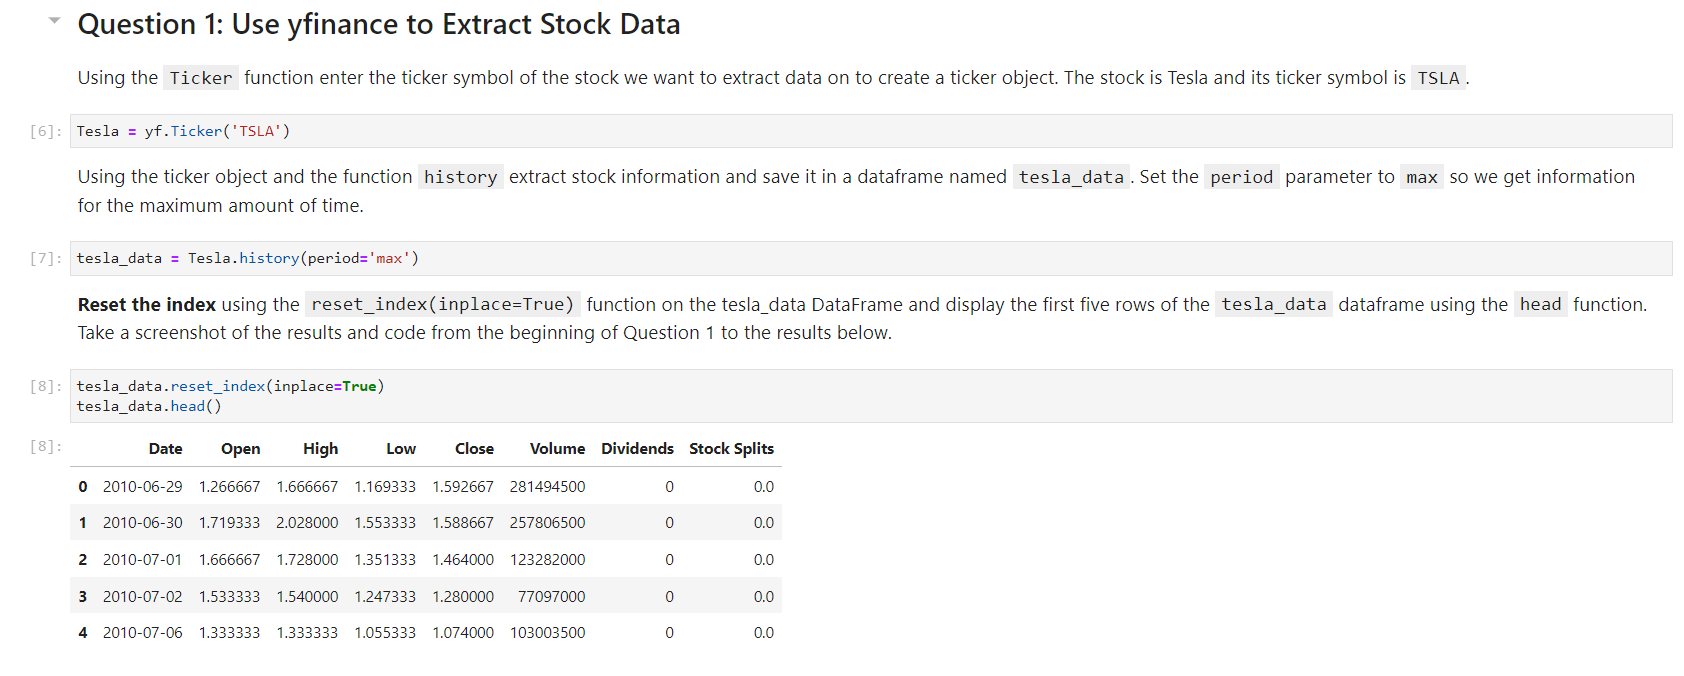 Question 1: Use yfinance to Extract Stock Data
Using the Ticker function enter the ticker symbol of the stock we want to extract data on to create a ticker object. The stock is Tesla and its ticker symbol is TSLA.
[6]: Tesla = yf.Ticker('TSLA')
Using the ticker object and the function history extract stock information and save it in a dataframe named tesla_data. Set the period parameter to max so we get information
for the maximum amount of time.
[7]: tesla_data = Tesla.history(period='max')
Reset the index using the reset_index(inplace=True) function on the tesla_data DataFrame and display the first five rows of the tesla_data dataframe using the head function.
Take a screenshot of the results and code from the beginning of Question 1 to the results below.
[8]: tesla_data.reset_index(inplace=True)
tesla_data.head()
[8]: Date Open High Low Close Volume Dividends Stock Splits
0 2010-06-29 1.266667 1.666667 1.169333 1.592667 281494500 0 0.0
1 2010-06-30 1.719333 2.028000 1.553333 1.588667 257806500 0 0.0
2 2010-07-01 1.666667 1.728000 1.351333 1.464000 123282000 0 0.0
3 2010-07-02 1.533333 1.540000 1.247333 1.280000 77097000 0 0.0
4 2010-07-06 1.333333 1.333333 1.055333 1.074000 103003500 0 0.0